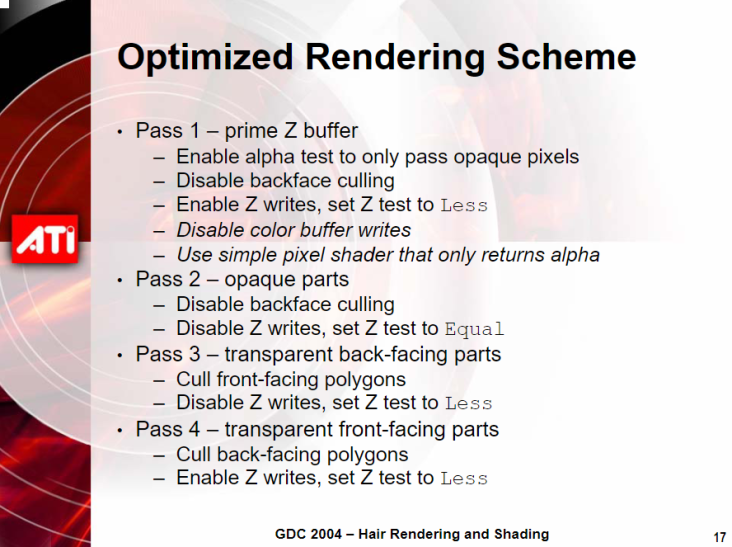 Optimized Rendering Scheme
• Pass 1 – prime Z buffer
– Enable alpha test to only pass opaque pixels
– Disable backface culling
– Enable Z writes, set Z test to Less
– Disable color buffer writes
– Use simple pixel shader that only returns alpha
• Pass 2 – opaque parts
– Disable backface culling
– Disable Z writes, set Z test to Equal
• Pass 3 – transparent back-facing parts
– Cull front-facing polygons
– Disable Z writes, set Z test to Less
• Pass 4 – transparent front-facing parts
– Cull back-facing polygons
– Enable Z writes, set Z test to Less
ATI
GDC 2004 – Hair Rendering and Shading
17